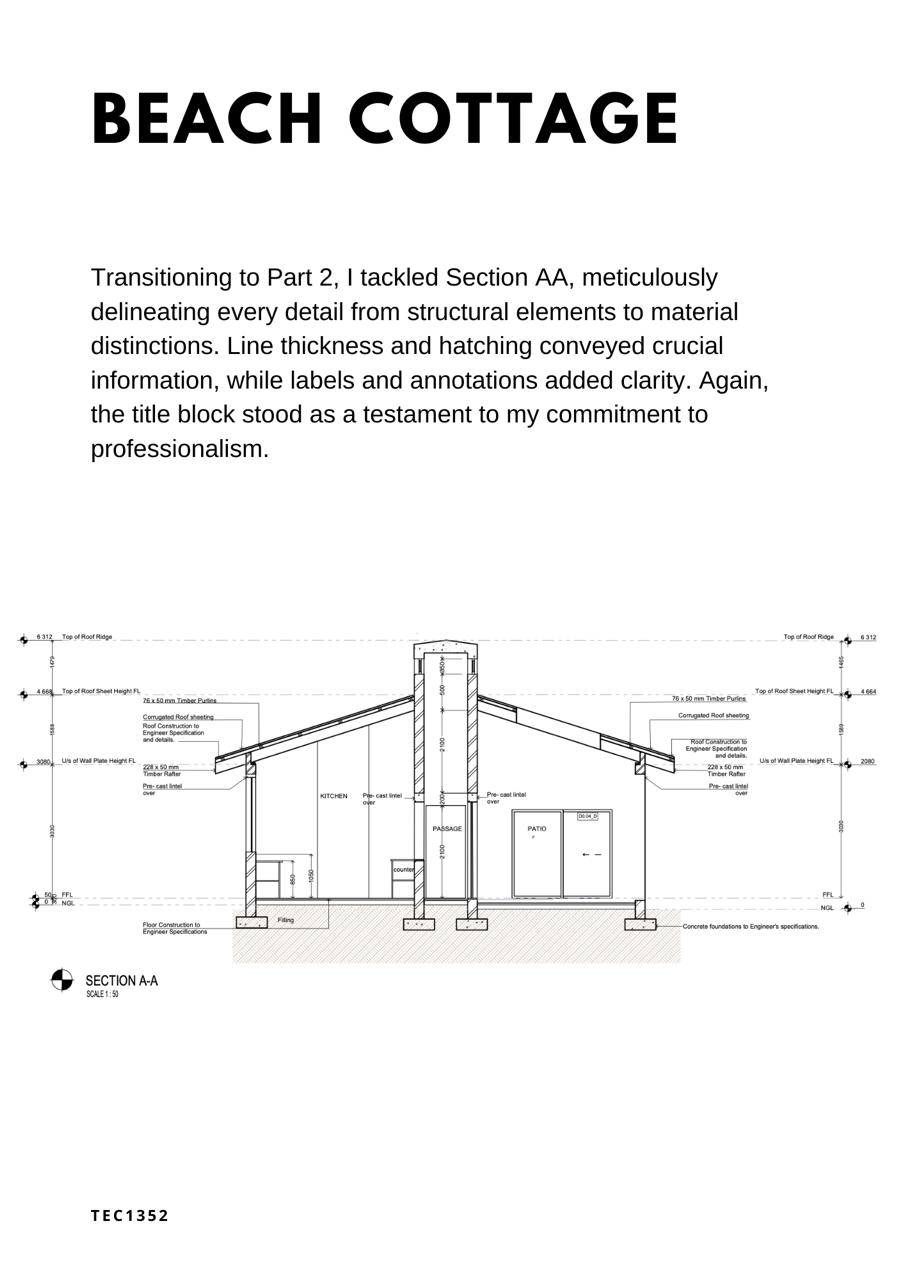 BEACH COTTAGE
Transitioning to Part 2, I tackled Section AA, meticulously
delineating every detail from structural elements to material
distinctions. Line thickness and hatching conveyed crucial
information, while labels and annotations added clarity. Again,
the title block stood as a testament to my commitment to
professionalism.
6 312 Top of Roof Ridge
Top of Roof Ridge 6 312
350
1479
1465
4 668 Top of Roof Sheet Height FL
Top of Roof Sheet Height FL 4 664
500
76 x 50 mm Timber Purlins
76 x 50 mm Timber Purlins
Corrugated Roof sheeting
Corrugated Roof sheeting
Roof Construction to
Engineer Specification
and details.
Roof Construction to
Engineer Specification
and details.
1588
1589
2100
3080 U/s of Wall Plate Height FL
U/s of Wall Plate Height FL 2080
228 x 50 mm
Timber Rafter
228 x 50 mm
Timber Rafter
Pre- cast lintel
over
Pre- cast lintel
over
KITCHEN
Pre- cast lintel
over
200
Pre- cast lintel
over
PASSAGE
PATIO
D0.04_D
3030
3030
2100
counter
850
1050
50 FFL
FFL
0 NGL
NGL 0
Filling
Floor Construction to
Engineer Specifications
Concrete foundations to Engineer's specifications.
SECTION A-A
SCALE 1 : 50
TEC1352